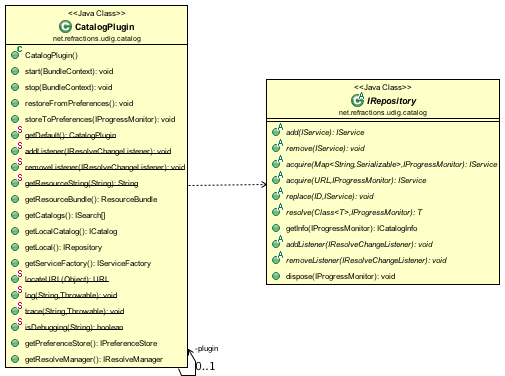 <<Java Class>>
CatalogPlugin
net.refractions.udig.catalog
CatalogPlugin()
start(BundleContext): void
stop(BundleContext): void
restoreFromPreferences(): void
storeToPreferences(IProgressMonitor): void
getDefault(): CatalogPlugin
addListener(IResolveChangeListener): void
removeListener(IResolveChangeListener): void
getResourceString(String): String
getResourceBundle(): ResourceBundle
getCatalogs(): ISearch[]
getLocalCatalog(): ICatalog
getLocal(): IRepository
getServiceFactory(): IServiceFactory
locateURL(Object): URL
log(String,Throwable): void
trace(String,Throwable): void
isDebugging(String): boolean
getPreferenceStore(): IPreferenceStore
getResolveManager(): IResolveManager
-plugin
0..1
<<Java Class>>
IRepository
net.refractions.udig.catalog
add(IService): IService
remove(IService): void
acquire(Map<String,Serializable>,IProgressMonitor): IService
acquire(URL,IProgressMonitor): IService
replace(ID,IService): void
resolve(Class<T>,IProgressMonitor): T
getInfo(IProgressMonitor): ICatalogInfo
addListener(IResolveChangeListener): void
removeListener(IResolveChangeListener): void
dispose(IProgressMonitor): void